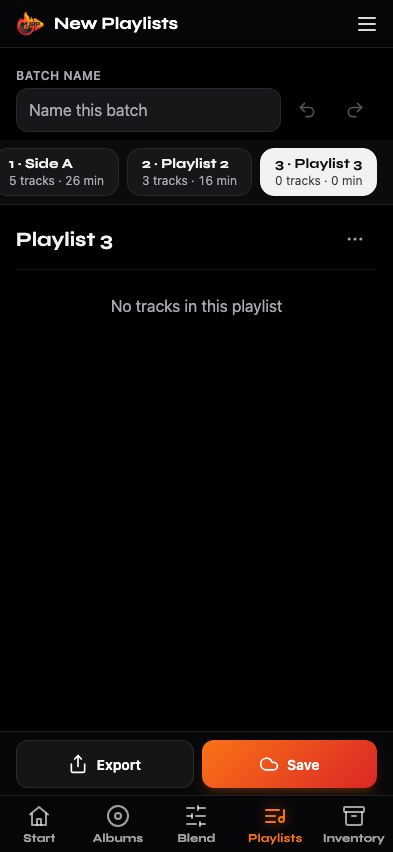 New Playlists
BATCH NAME
Name this batch
1 · Side A
5 tracks · 26 min
2 · Playlist 2
3 tracks · 16 min
3 · Playlist 3
0 tracks · 0 min
Playlist 3
No tracks in this playlist
Export
Save
Start
Albums
Blend
Playlists
Inventory